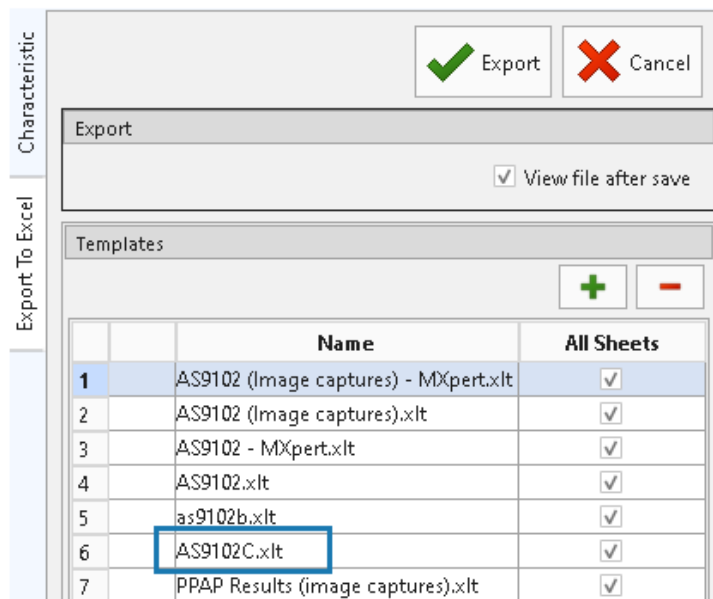 Characteristic
Export To Excel
Export
Cancel
Export
View file after save
Templates
Name All Sheets
1 AS9102 (Image captures) - MXpert.xlt
2 AS9102 (Image captures).xlt
3 AS9102 - MXpert.xlt
4 AS9102.xlt
5 as9102b.xlt
6 AS9102C.xlt
7 PPAP Results (image captures).xlt